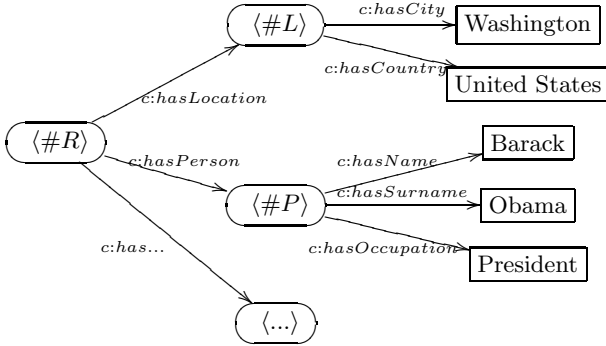 c:hasCity
⟨#L⟩
Washington
c:hasCountry
United States
c:hasLocation
⟨#R⟩
Barack
c:hasPerson
c:hasName
c:hasSurname
⟨#P⟩
Obama
c:has...
c:hasOccupation
President
⟨...⟩